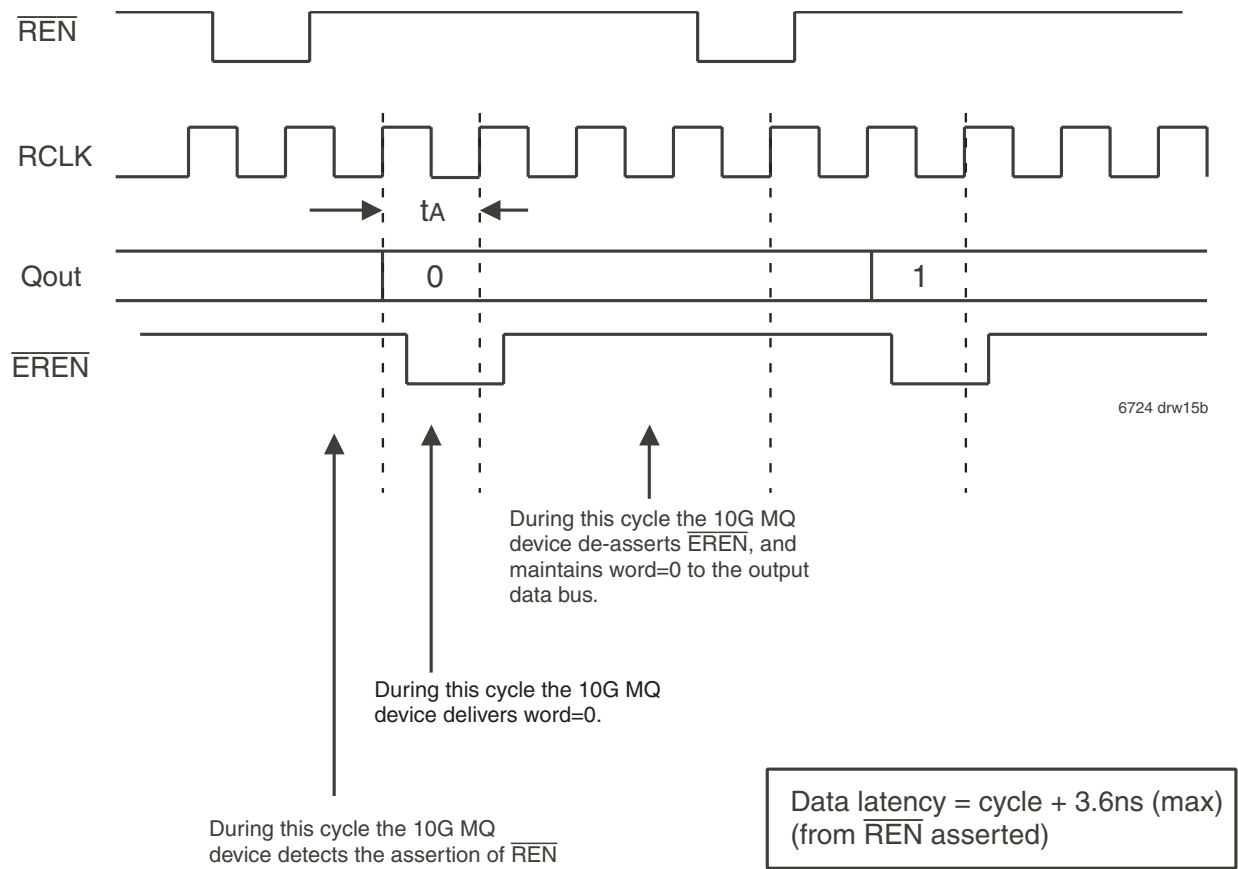 REN
RCLK
tA
Qout
0
1
EREN
6724 drw15b
During this cycle the 10G MQ
device de-asserts EREN, and
maintains word=0 to the output
data bus.
During this cycle the 10G MQ
device delivers word=0.
During this cycle the 10G MQ
device detects the assertion of REN
Data latency = cycle + 3.6ns (max)
(from REN asserted)